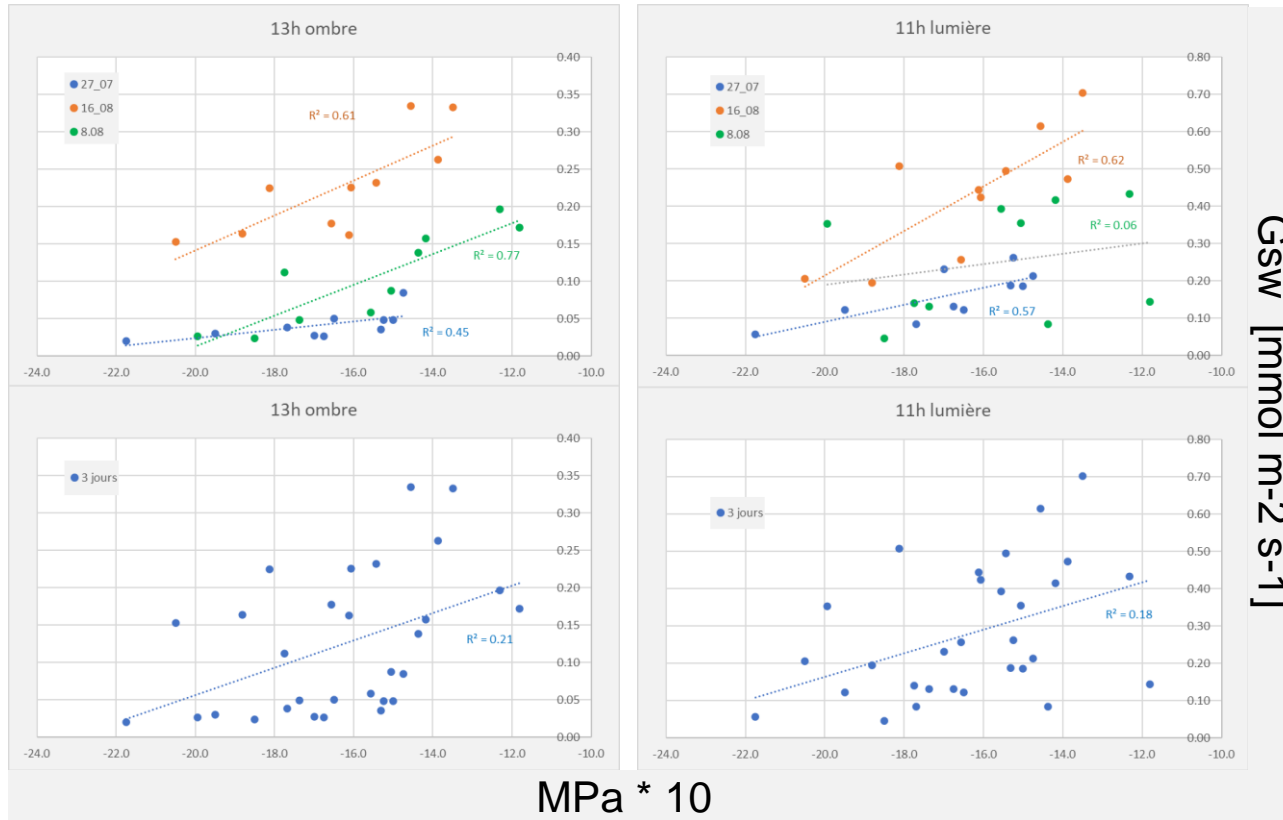 13h ombre
0.40
0.35
0.30
0.25
0.20
0.15
0.10
0.05
0.00
-24.0 -22.0 -20.0 -18.0 -16.0 -14.0 -12.0 -10.0
27_07
16_08
8.08
R² = 0.61
R² = 0.77
R² = 0.45
11h lumière
0.80
0.70
0.60
0.50
0.40
0.30
0.20
0.10
0.00
-24.0 -22.0 -20.0 -18.0 -16.0 -14.0 -12.0 -10.0
27_07
16_08
8.08
R² = 0.62
R² = 0.06
R² = 0.57
13h ombre
0.40
0.35
0.30
0.25
0.20
0.15
0.10
0.05
0.00
-24.0 -22.0 -20.0 -18.0 -16.0 -14.0 -12.0 -10.0
3 jours
R² = 0.21
11h lumière
0.80
0.70
0.60
0.50
0.40
0.30
0.20
0.10
0.00
-24.0 -22.0 -20.0 -18.0 -16.0 -14.0 -12.0 -10.0
3 jours
R² = 0.18
Gsw [mmol m-2 s-1]
MPa * 10